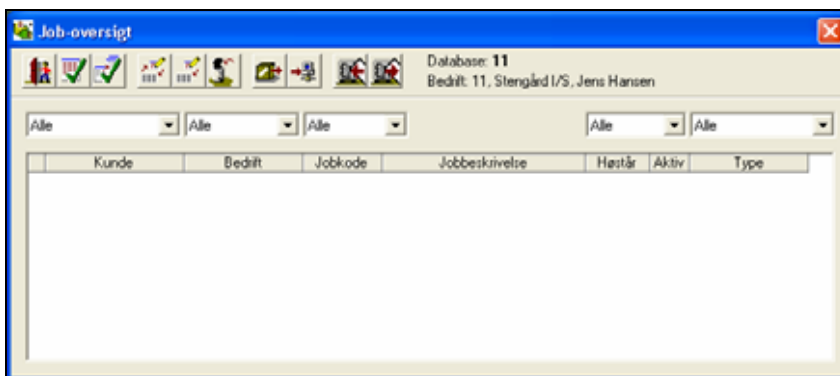 Job-oversigt
Database: 11
Bedrift: 11, Stengård I/S, Jens Hansen
Alle Alle Alle Alle Alle
Kunde Bedrift Jobkode Jobbeskrivelse Høstår Aktiv Type